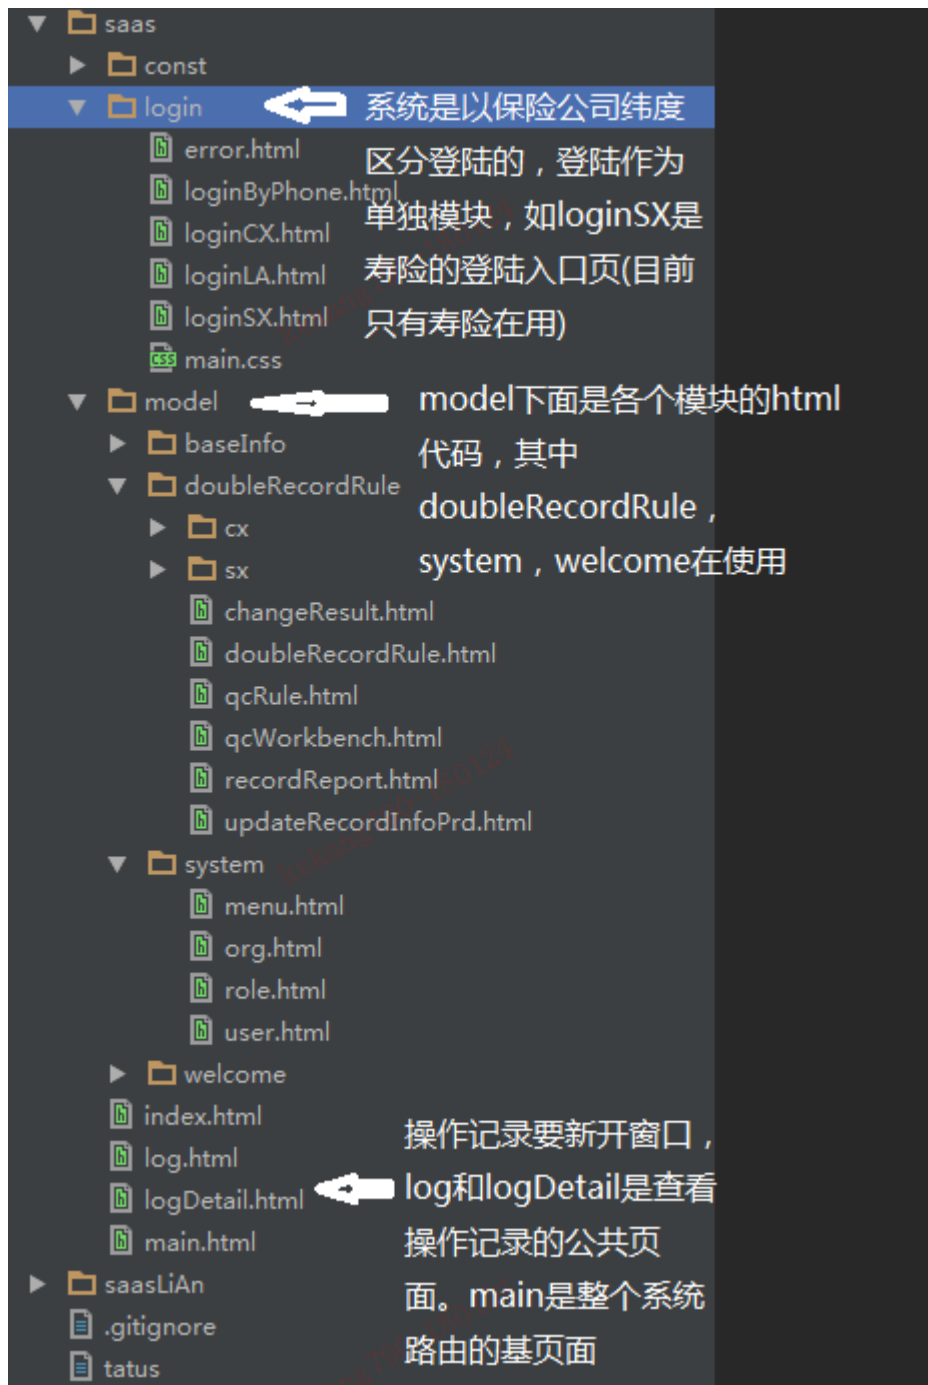 saas
const
login
系统是以保险公司纬度
error.html
区分登陆的，登陆作为
loginByPhone.html
单独模块，如loginSX是
loginCX.html
loginLA.html
寿险的登陆入口页(目前
loginSX.html
只有寿险在用)
main.css
model
model下面是各个模块的html
baseInfo
代码，其中
doubleRecordRule
doubleRecordRule，
cx
system，welcome在使用
sx
changeResult.html
doubleRecordRule.html
qcRule.html
qcWorkbench.html
recordReport.html
updateRecordInfoPrd.html
system
menu.html
org.html
role.html
user.html
welcome
index.html
操作记录要新开窗口，
log.html
log和logDetail是查看
logDetail.html
操作记录的公共页
main.html
saasLiAn
面。main是整个系统
.gitignore
路由的基页面
tatus